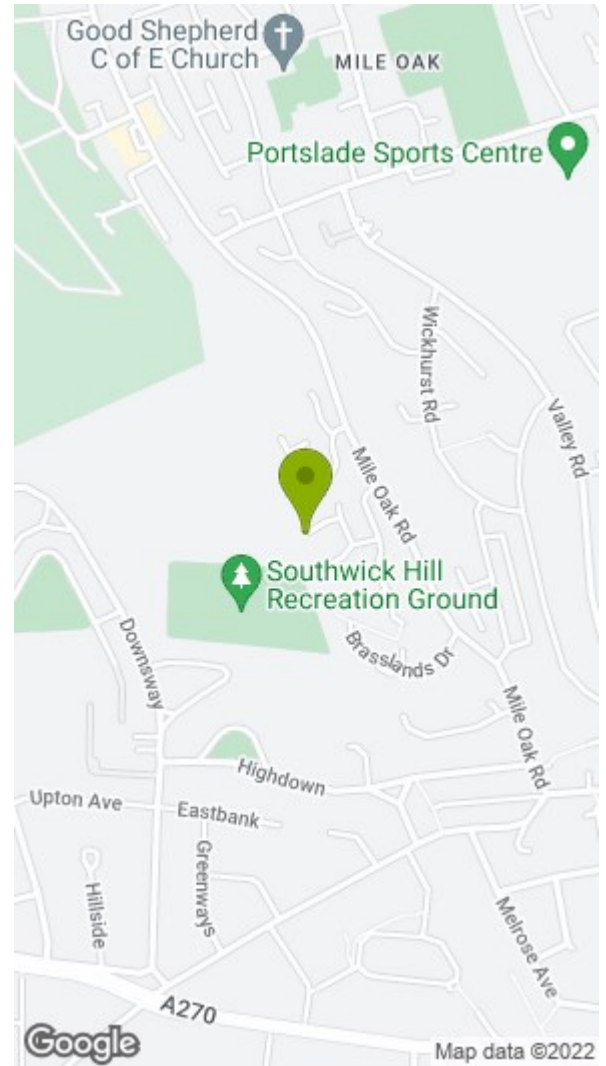 Good Shepherd
C of E Church
MILE OAK
Portslade Sports Centre
Wickhurst Rd
Valley Rd
Mile Oak Rd
Southwick Hill
Recreation Ground
Brasslands Dr
Downsway
Mile Oak Rd
Highdown
Upton Ave
Eastbank
Greenways
Hillside
Melrose Ave
A270
Google
Map data ©2022